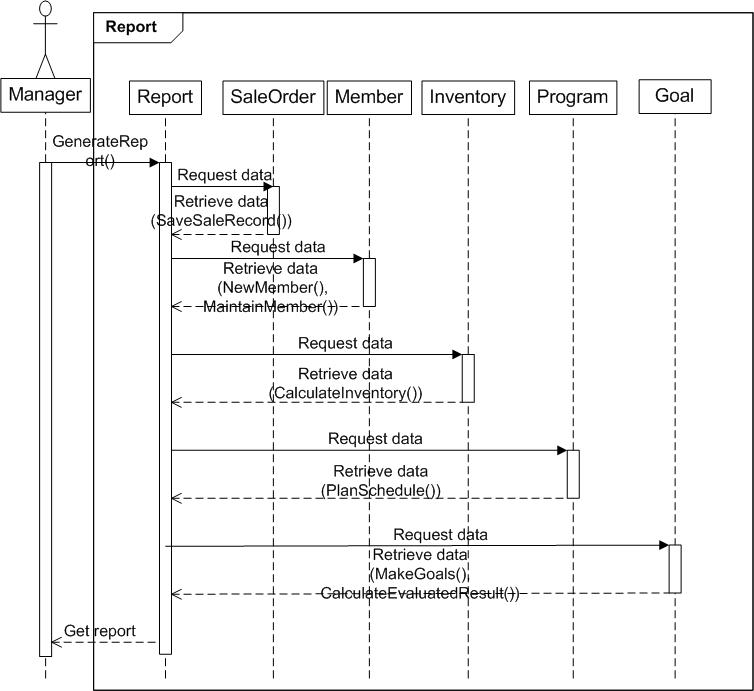 Report
Manager
Report
SaleOrder
Member
Inventory
Program
Goal
GenerateRep
ort()
Request data
Retrieve data
(SaveSaleRecord())
Request data
Retrieve data
(NewMember(),
MaintainMember())
Request data
Retrieve data
(CalculateInventory())
Request data
Retrieve data
(PlanSchedule())
Request data
Retrieve data
(MakeGoals(),
CalculateEvaluatedResult())
Get report